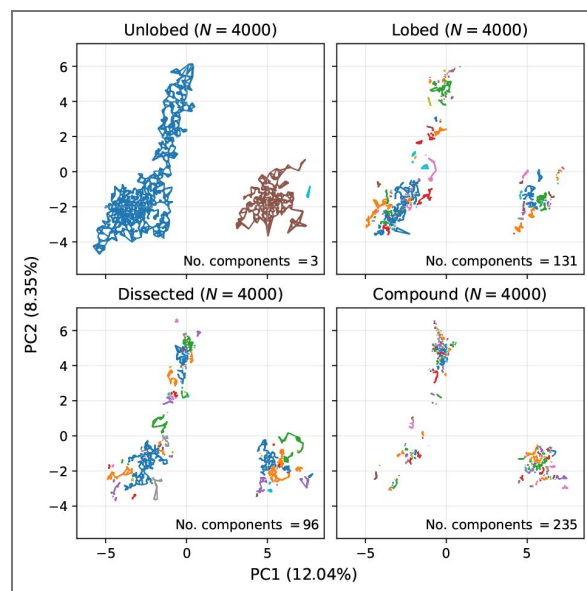 Unlobed (N = 4000)
Lobed (N = 4000)
6
4
2
0
−2
−4
No. components = 3
No. components = 131
Dissected (N = 4000)
Compound (N = 4000)
6
4
2
0
−2
−4
No. components = 96
No. components = 235
−5
0
5
−5
0
5
PC1 (12.04%)
PC2 (8.35%)